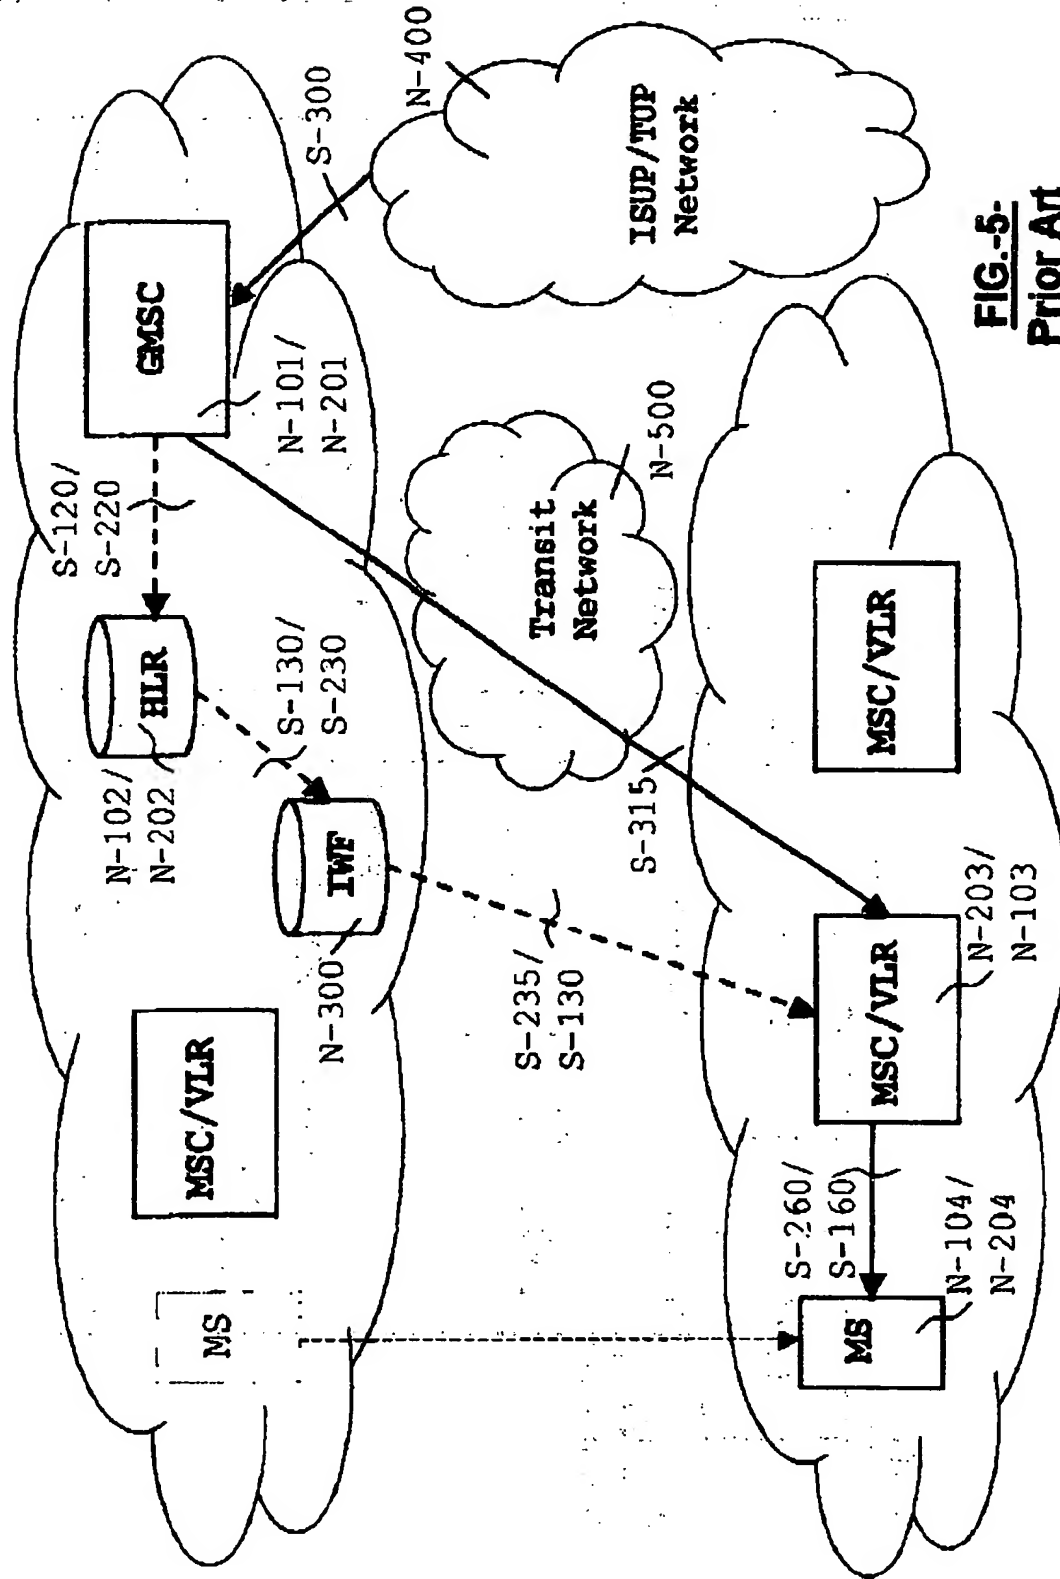 MS
MSC/VLR
N-300
IWF
N-102/
N-202
HLR
S-130/
S-230
S-120/
S-220
GMSC
N-101/
N-201
S-300
N-400
ISUP/TUP
Network
Transit
Network
N-500
S-315
S-235/
S-130
MS
N-104/
N-204
S-260/
S-160
MSC/VLR
N-203/
N-103
MSC/VLR
FIG.-5-
Prior Art